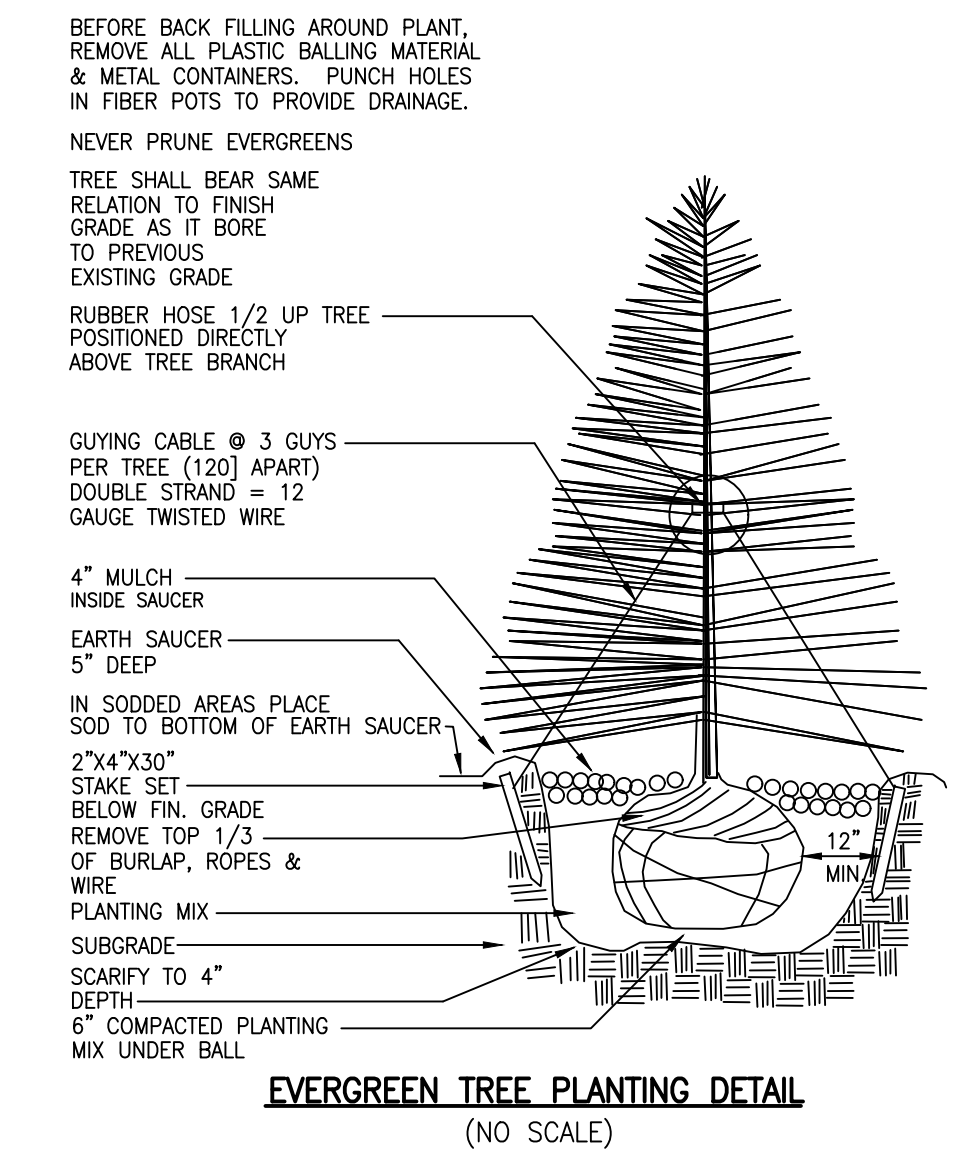 BEFORE BACK FILLING AROUND PLANT,
REMOVE ALL PLASTIC BALLING MATERIAL
& METAL CONTAINERS. PUNCH HOLES
IN FIBER POTS TO PROVIDE DRAINAGE.
NEVER PRUNE EVERGREENS
TREE SHALL BEAR SAME
RELATION TO FINISH
GRADE AS IT BORE
TO PREVIOUS
EXISTING GRADE
RUBBER HOSE 1/2 UP TREE
POSITIONED DIRECTLY
ABOVE TREE BRANCH
GUYING CABLE @ 3 GUYS
PER TREE (120] APART)
DOUBLE STRAND = 12
GAUGE TWISTED WIRE
4" MULCH
INSIDE SAUCER
EARTH SAUCER
5" DEEP
IN SODDED AREAS PLACE
SOD TO BOTTOM OF EARTH SAUCER
2"X4"X30"
STAKE SET
BELOW FIN. GRADE
REMOVE TOP 1/3
OF BURLAP, ROPES &
WIRE
12"
MIN.
PLANTING MIX
SUBGRADE
SCARIFY TO 4"
DEPTH
6" COMPACTED PLANTING
MIX UNDER BALL
EVERGREEN TREE PLANTING DETAIL
(NO SCALE)